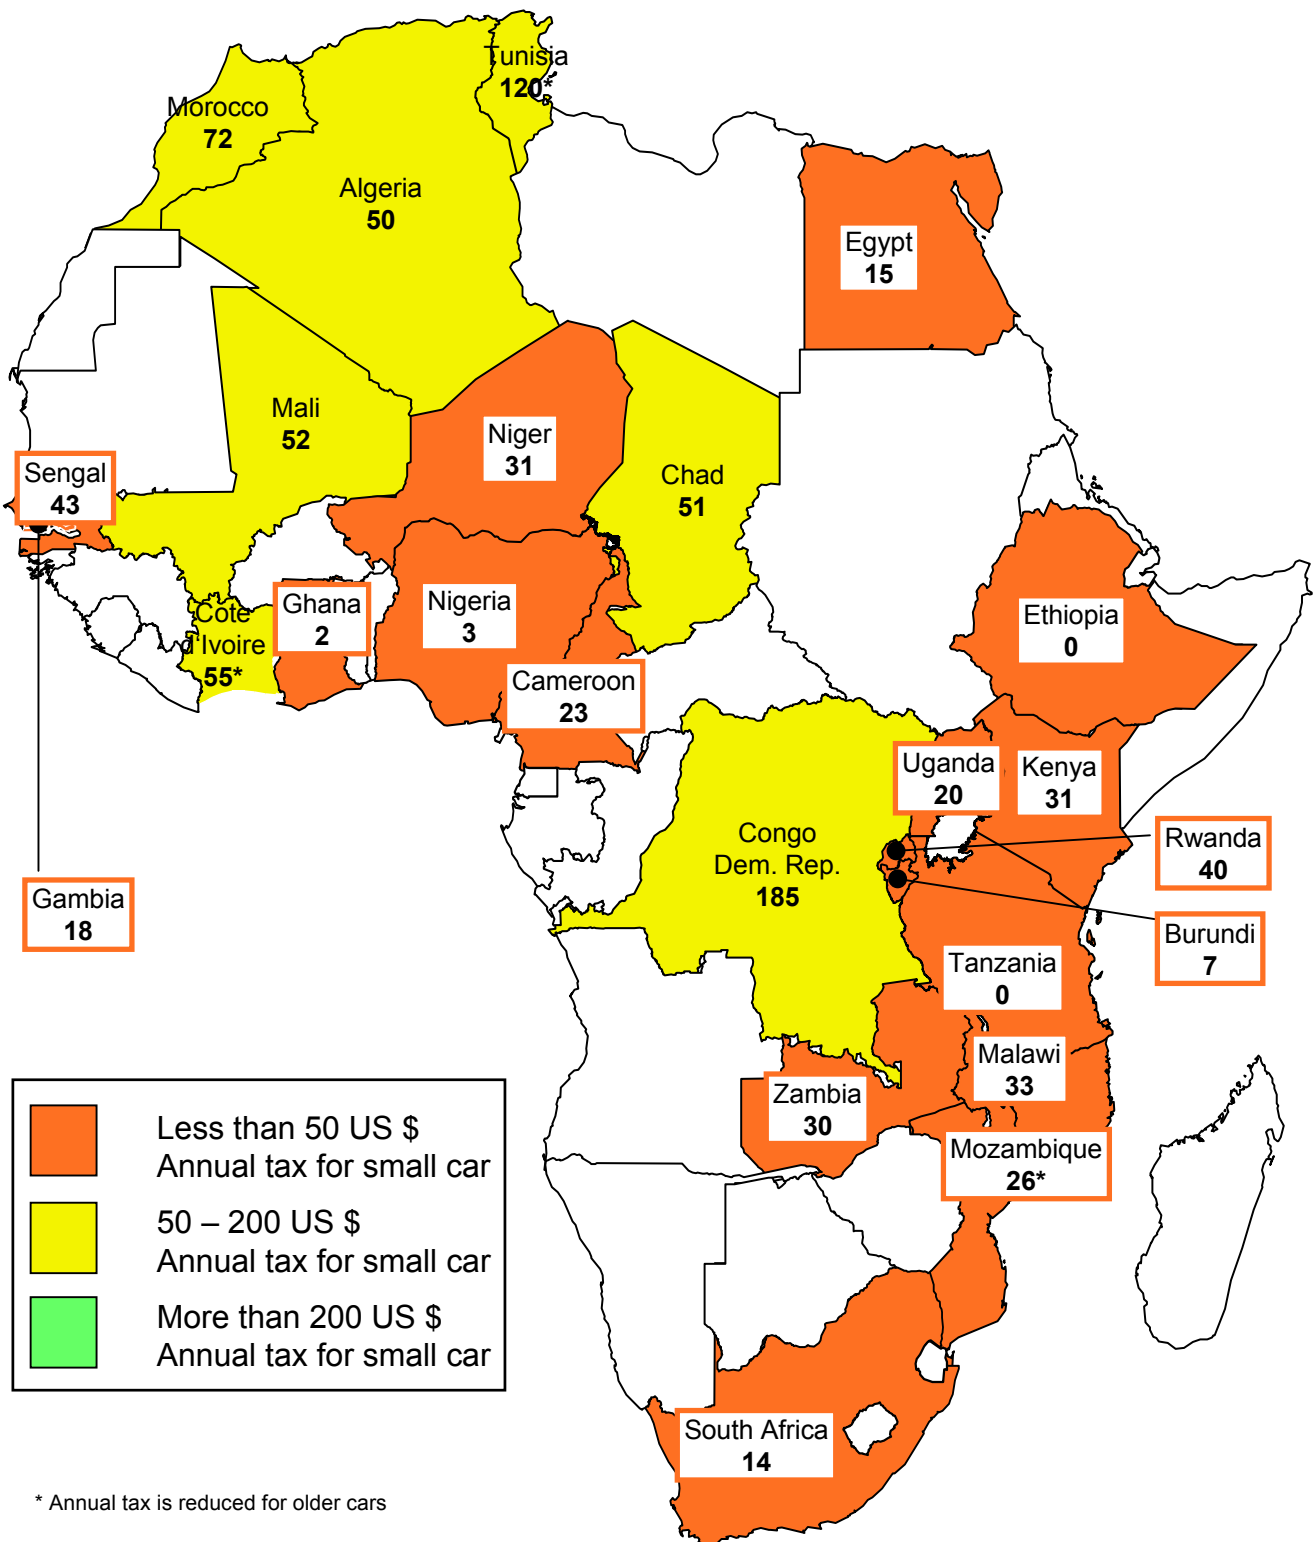 Tunisia
120*
Morocco
72
Algeria
50
Egypt
15
Mali
52
Niger
31
Chad
51
Sengal
43
Ghana
2
Nigeria
3
Côte
d'Ivoire
55*
Ethiopia
0
Cameroon
23
Uganda
20
Kenya
31
Congo
Dem. Rep.
185
Rwanda
40
Gambia
18
Burundi
7
Tanzania
0
Malawi
33
Zambia
30
Mozambique
26*
South Africa
14
Less than 50 US $
Annual tax for small car
50 – 200 US $
Annual tax for small car
More than 200 US $
Annual tax for small car
* Annual tax is reduced for older cars